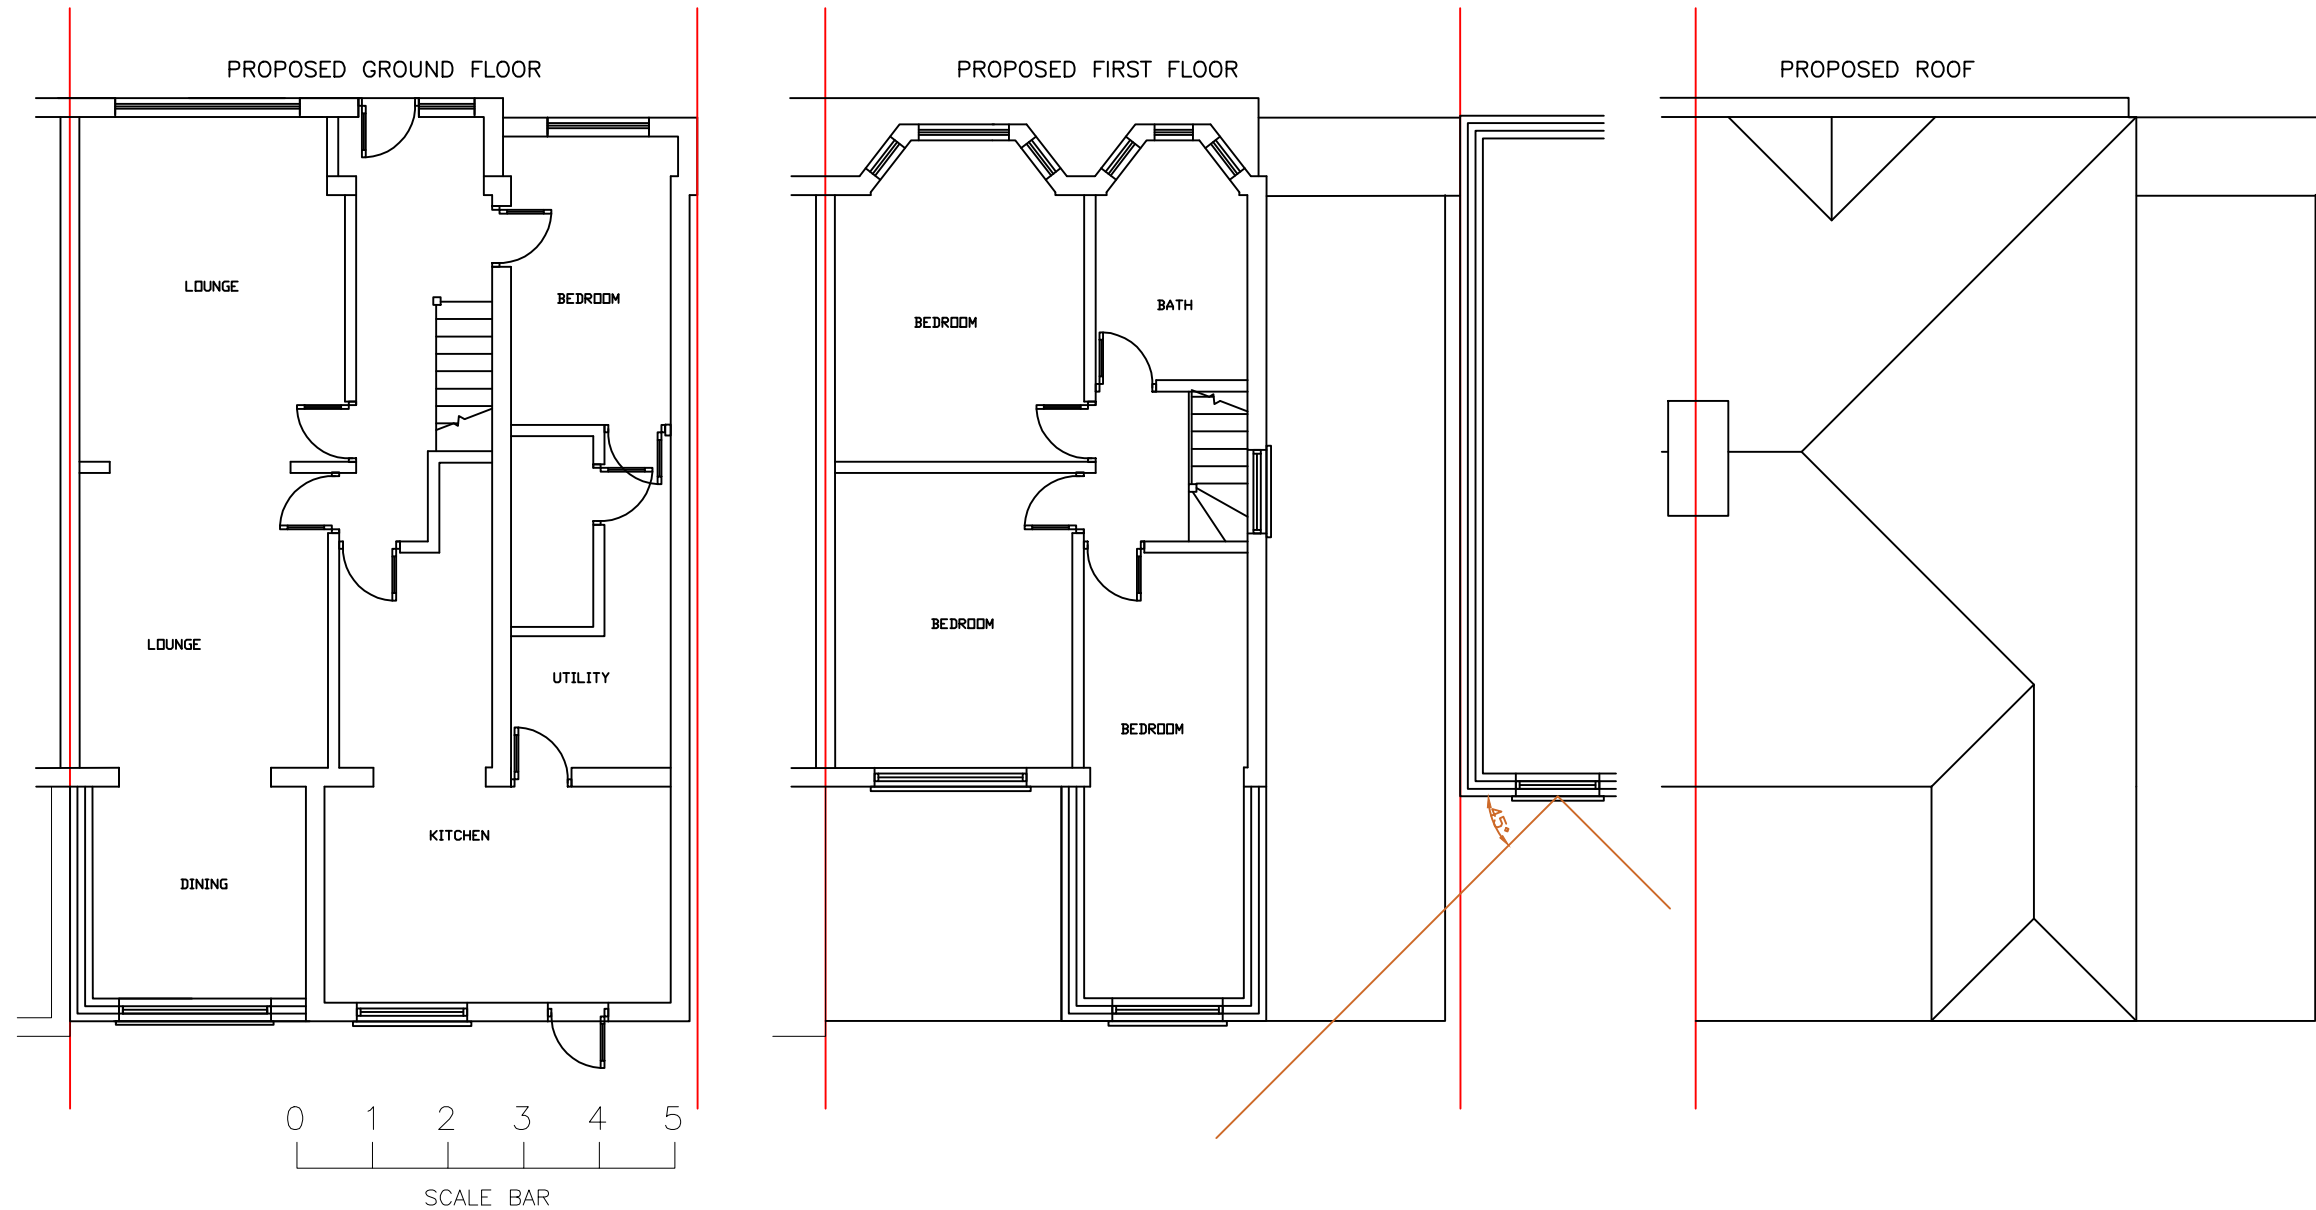 PROPOSED GROUND FLOOR
PROPOSED FIRST FLOOR
PROPOSED ROOF
LOUNGE
BEDROOM
BEDROOM
BATH
LOUNGE
UTILITY
BEDROOM
BEDROOM
KITCHEN
DINING
45°
0 1 2 3 4 5
SCALE BAR